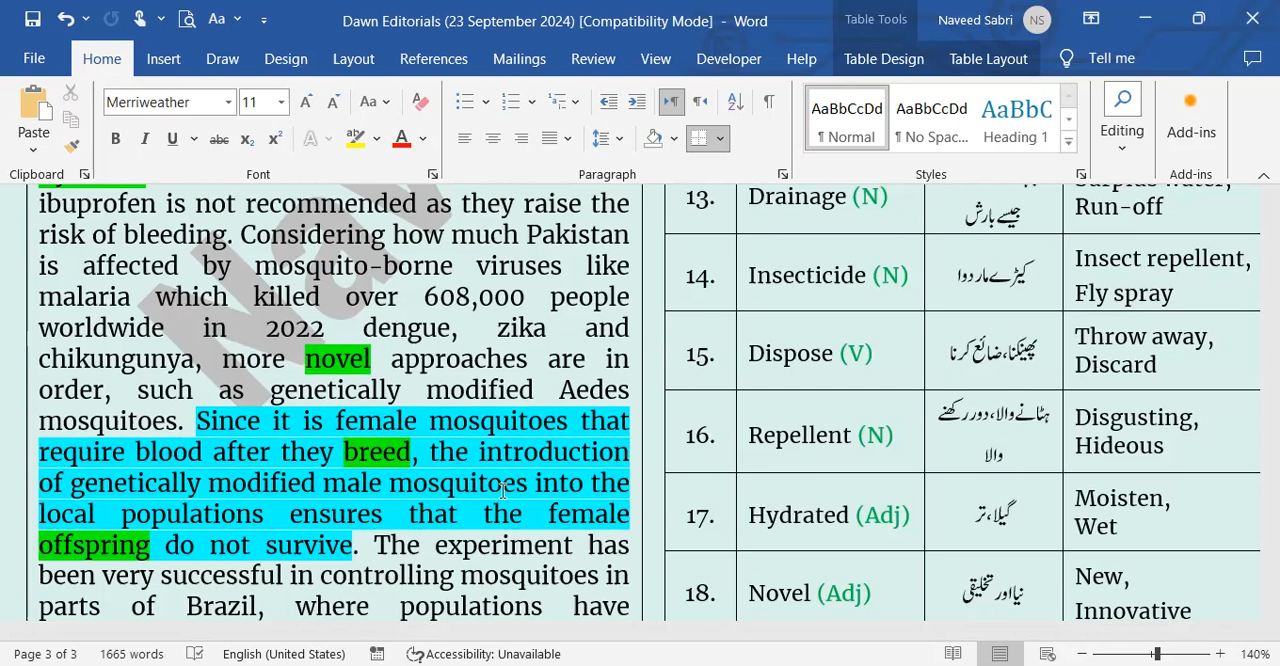 Dawn Editorials (23 September 2024) [Compatibility Mode] - Word
Table Tools
Naveed Sabri
NS
File
Home
Insert
Draw
Design
Layout
References
Mailings
Review
View
Developer
Help
Table Design
Table Layout
Tell me
Paste
Clipboard
Merriweather
11
Font
Paragraph
AaBbCcDd
¶ Normal
AaBbCcDd
¶ No Spac...
AaBbC
Heading 1
Styles
Editing
Add-ins
Add-ins
ibuprofen is not recommended as they raise the
risk of bleeding. Considering how much Pakistan
is affected by mosquito-borne viruses like
malaria which killed over 608,000 people
worldwide in 2022 dengue, zika and
chikungunya, more novel approaches are in
order, such as genetically modified Aedes
mosquitoes. Since it is female mosquitoes that
require blood after they breed, the introduction
of genetically modified male mosquitoes into the
local populations ensures that the female
offspring do not survive. The experiment has
been very successful in controlling mosquitoes in
parts of Brazil, where populations have
13. Drainage (N) جیسے بارش Surplus water,
Run-off
14. Insecticide (N) کیڑے مار دوا Insect repellent,
Fly spray
15. Dispose (V) پھینکنا، ضائع کرنا Throw away,
Discard
16. Repellent (N) ہٹانے والا، دور رکھنے Disgusting,
والا Hideous
17. Hydrated (Adj) گیلا، تر Moisten,
Wet
18. Novel (Adj) نیا اور تخلیقی New,
Innovative
Page 3 of 3
1665 words
English (United States)
Accessibility: Unavailable
140%